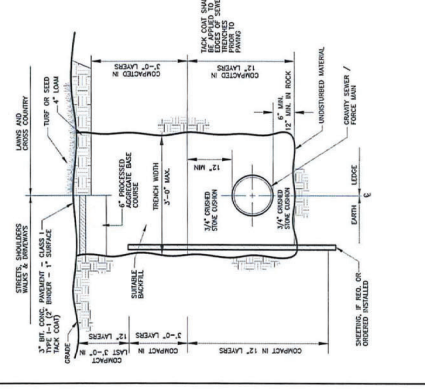 STREETS, SHOULDERS
WALKS & DRIVEWAYS
LAWNS AND
CROSS COUNTRY
3" BIT. CONC. PAVEMENT - CLASS I -
TYPE I-1 (2" BINDER - 1" SURFACE
TACK COAT)
TURF OR SEED
4" LOAM
GRADE
6" PROCESSED
AGGREGATE BASE
COURSE
TRENCH WIDTH
3'-0" MAX.
SUITABLE
BACKFILL
12"
MIN
3/4" CRUSHED
STONE CUSHION
3/4" CRUSHED
STONE CUSHION
COMPACT IN
LAST 3'-0"
12" LAYERS
COMPACT IN
3'-0" LAYERS
COMPACT IN 12" LAYERS
COMPACTED IN
3'-0" LAYERS
COMPACTED IN
12" LAYERS
TACK COAT SHA
BE APPLIED TO
EDGES OF SEWE
TRENCHES
PRIOR TO
PAVING
6" MIN.
12" MIN. IN ROCK
UNDISTURBED MATERIAL
GRAVITY SEWER /
FORCE MAIN
EARTH
LEDGE
SHEETING, IF REQ. OR
ORDERED INSTALLED